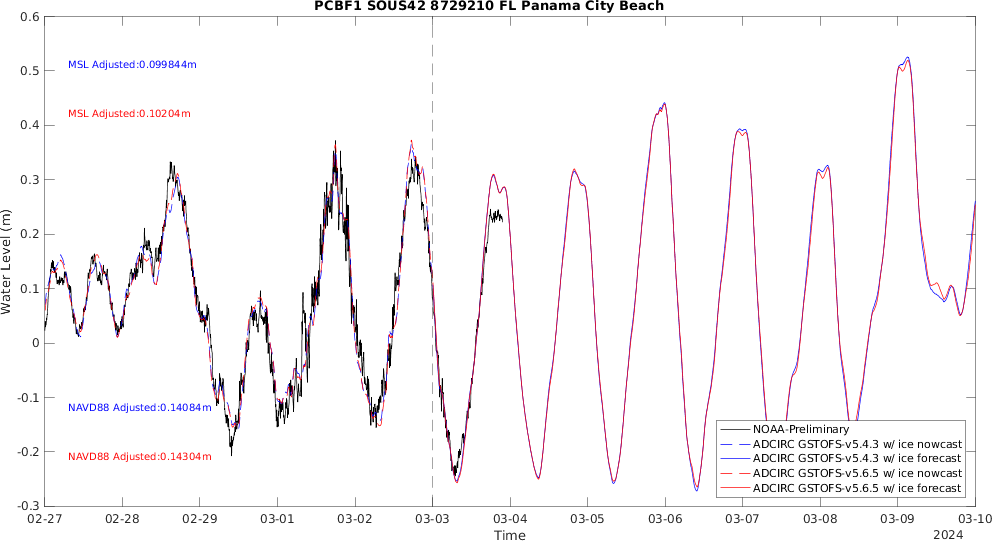 PCBF1 SOUS42 8729210 FL Panama City Beach
0.6
0.5
0.4
0.3
0.2
0.1
0
-0.1
-0.2
-0.3
Water Level (m)
MSL Adjusted:0.099844m
MSL Adjusted:0.10204m
NAVD88 Adjusted:0.14084m
NAVD88 Adjusted:0.14304m
NOAA-Preliminary
ADCIRC GSTOFS-v5.4.3 w/ ice nowcast
ADCIRC GSTOFS-v5.4.3 w/ ice forecast
ADCIRC GSTOFS-v5.6.5 w/ ice nowcast
ADCIRC GSTOFS-v5.6.5 w/ ice forecast
02-27 02-28 02-29 03-01 03-02 03-03 03-04 03-05 03-06 03-07 03-08 03-09 03-10
Time
2024